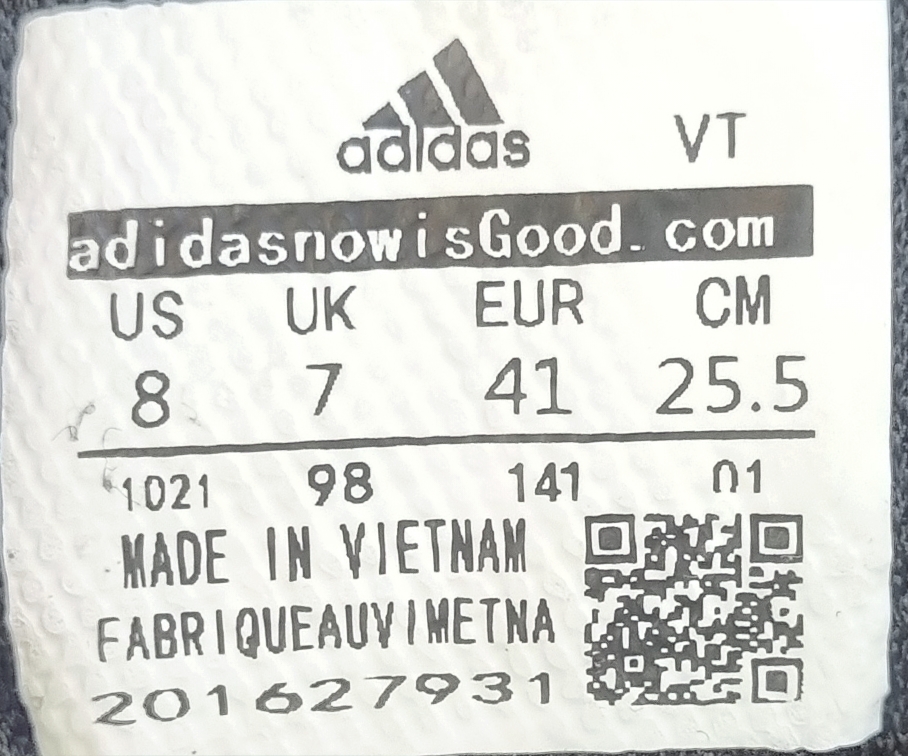 adidas VT
adidasnowisGood.com
US UK EUR CM
8 7 41 25.5
1021 98 141 01
MADE IN VIETNAM
FABRIQUEAUVIMETNA
201627931